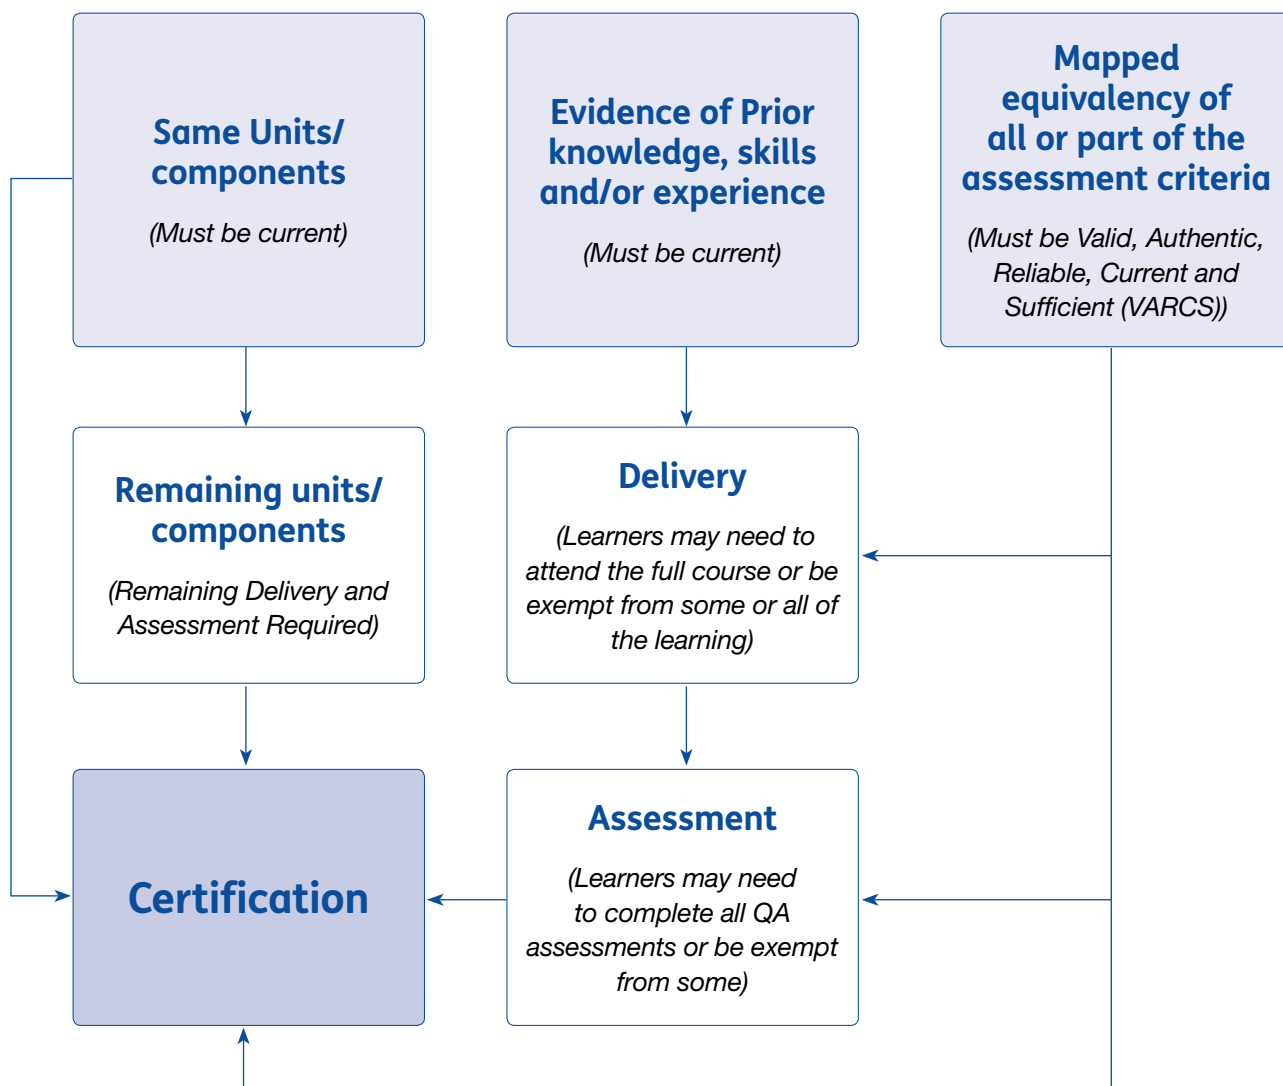 Same Units/
components
(Must be current)
Evidence of Prior
knowledge, skills
and/or experience
(Must be current)
Mapped
equivalency of
all or part of the
assessment criteria
(Must be Valid, Authentic,
Reliable, Current and
Sufficient (VARCS))
Remaining units/
components
(Remaining Delivery and
Assessment Required)
Delivery
(Learners may need to
attend the full course or be
exempt from some or all of
the learning)
Certification
Assessment
(Learners may need
to complete all QA
assessments or be exempt
from some)